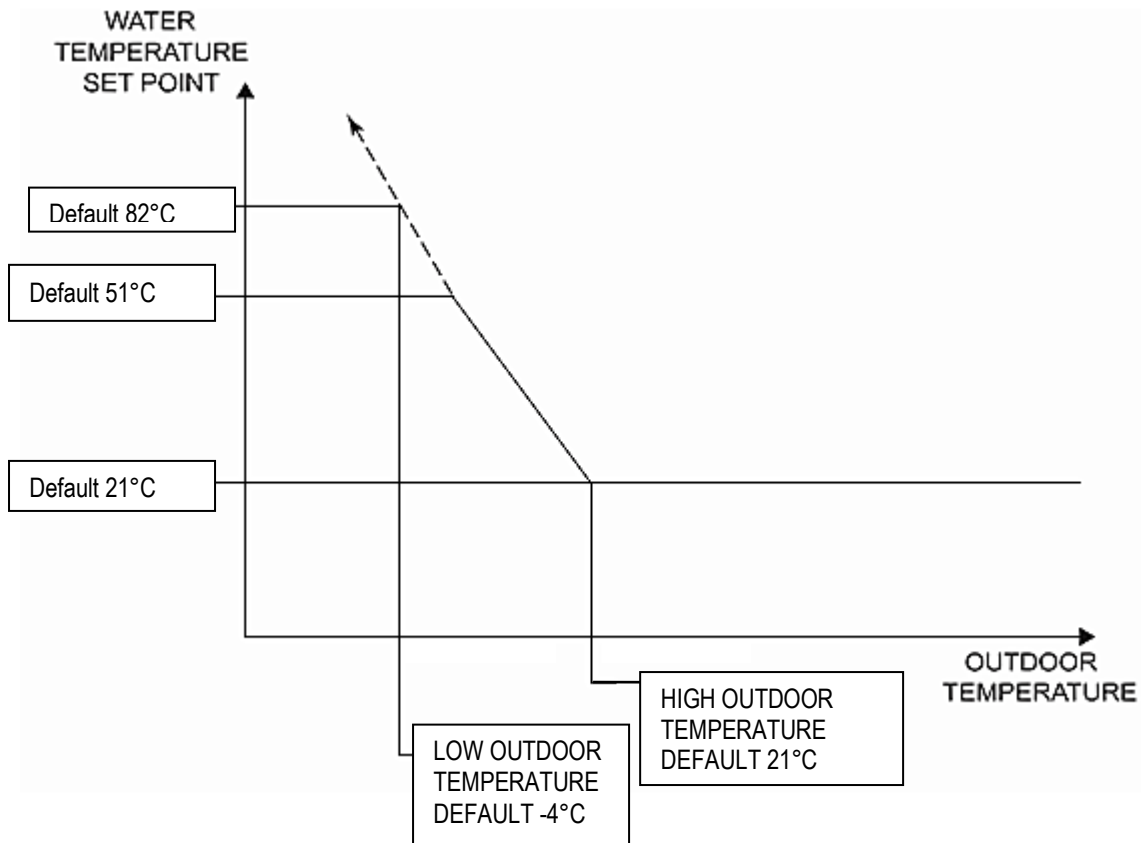 WATER
TEMPERATURE
SET POINT
Default 82°C
Default 51°C
Default 21°C
OUTDOOR
TEMPERATURE
HIGH OUTDOOR
TEMPERATURE
DEFAULT 21°C
LOW OUTDOOR
TEMPERATURE
DEFAULT -4°C